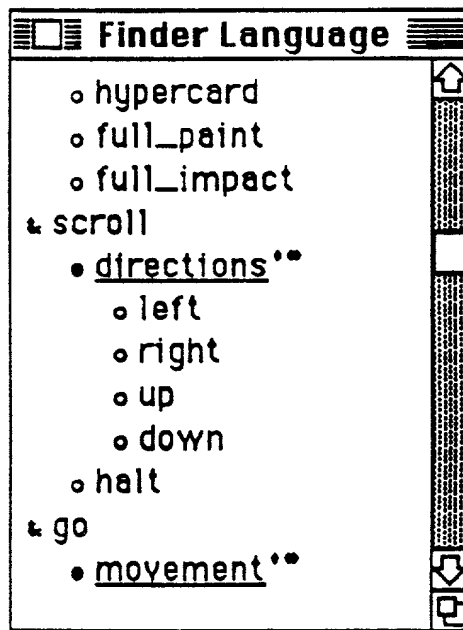 Finder Language
hypercard
full_paint
full_impact
scroll
directions
left
right
up
down
halt
go
movement